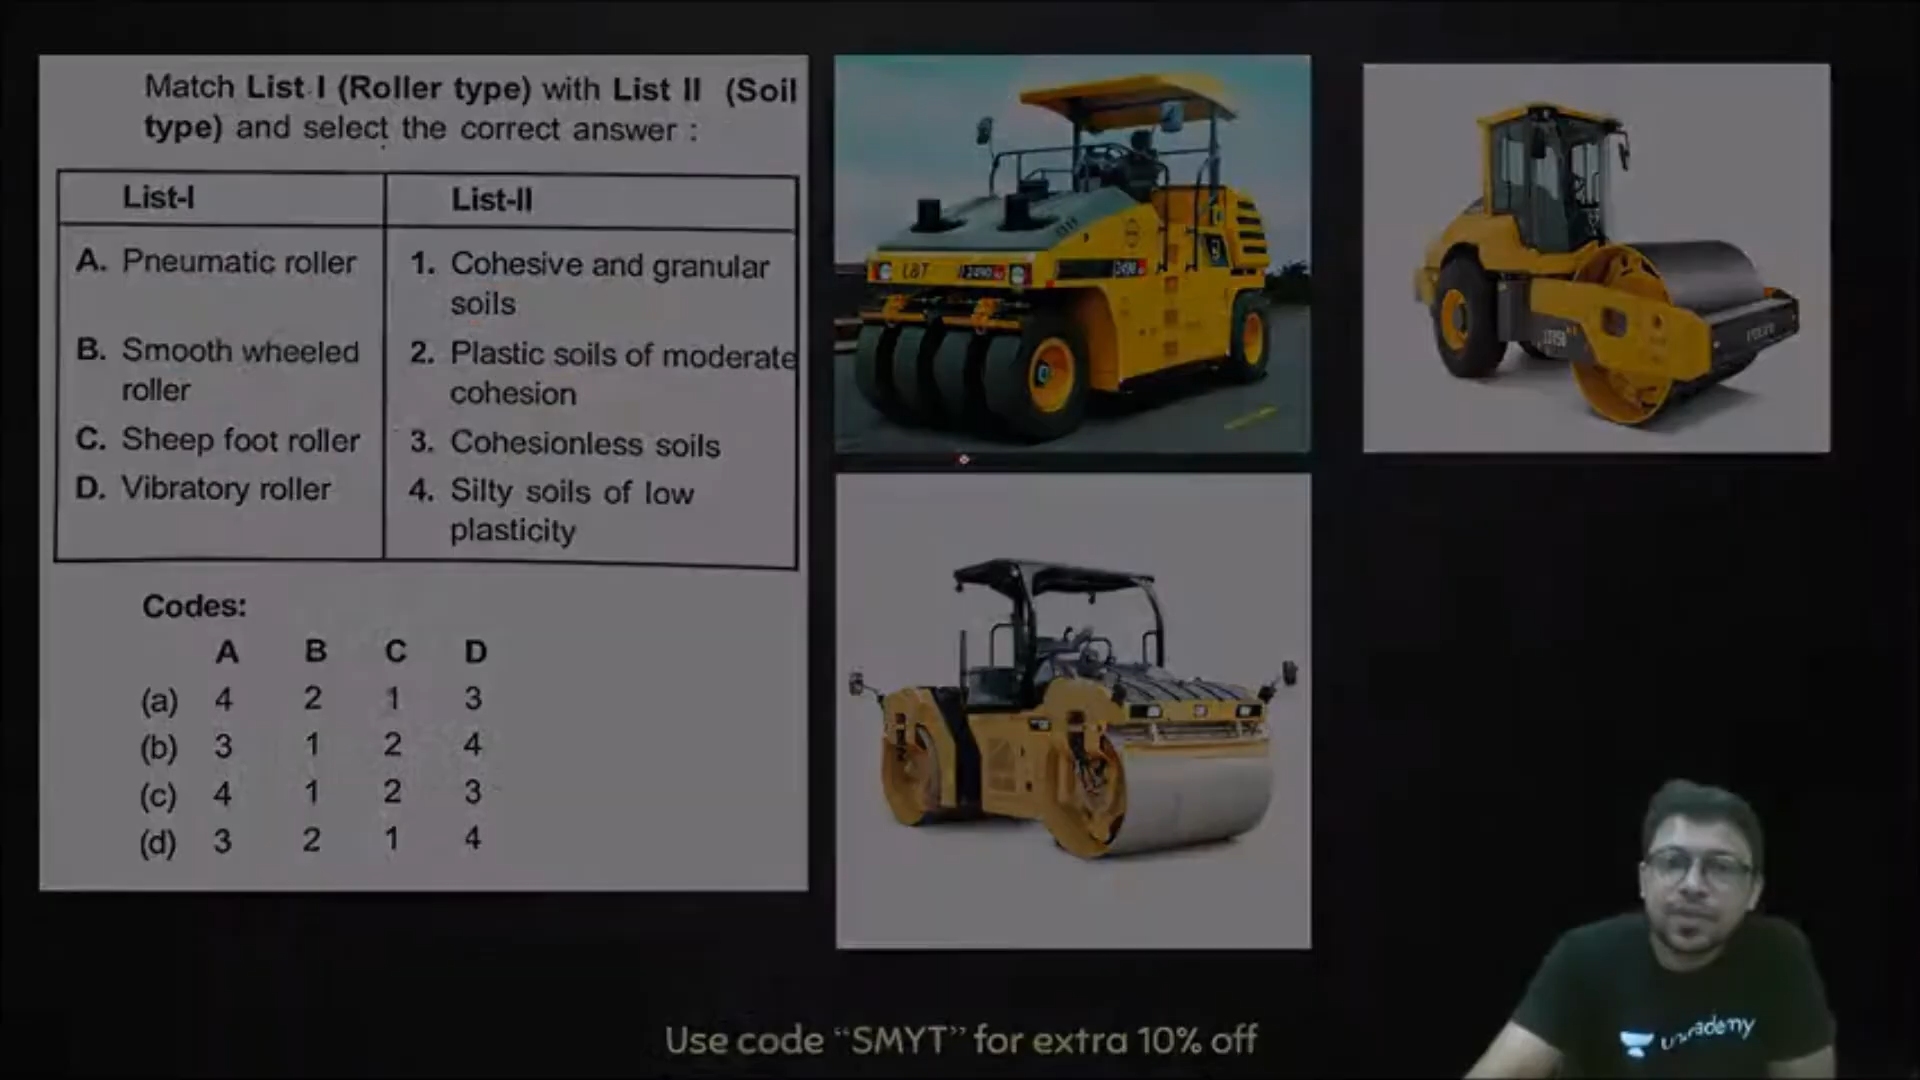 Match List I (Roller type) with List II (Soil
type) and select the correct answer :
List-I List-II
A. Pneumatic roller 1. Cohesive and granular
soils
B. Smooth wheeled 2. Plastic soils of moderate
roller cohesion
C. Sheep foot roller 3. Cohesionless soils
D. Vibratory roller 4. Silty soils of low
plasticity
Codes:
A B C D
(a) 4 2 1 3
(b) 3 1 2 4
(c) 4 1 2 3
(d) 3 2 1 4
L&T 2490
Use code “SMYT” for extra 10% off
unacademy